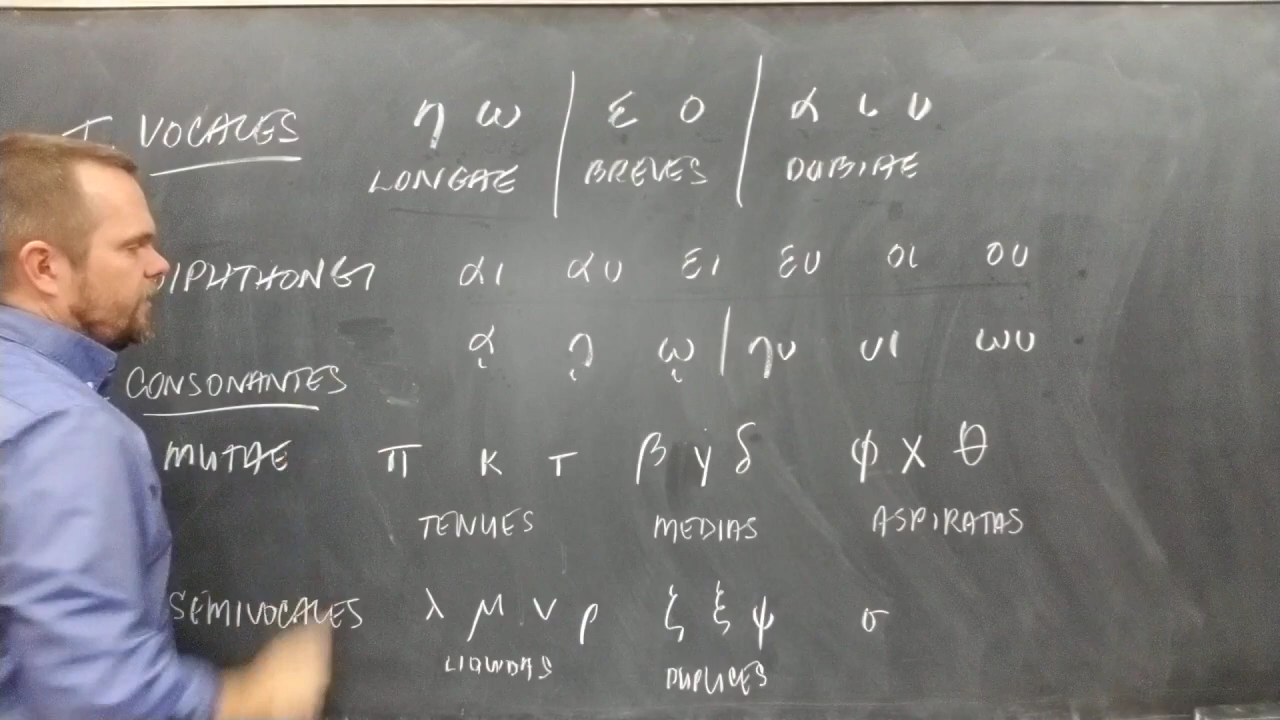 I. VOCALES η ω | ε ο | α ι υ
LONGAE BREVES DUBIAE
DIPHTHONGI αι αυ ει ευ οι ου
ᾳ ῃ ῳ | ηυ υι ωυ
CONSONANTES
MUTAE π κ τ β γ δ φ χ θ
TENUES MEDIAS ASPIRATAS
SEMIVOCALES λ μ ν ρ ζ ξ ψ σ
LIQUIDAS DUPLICES